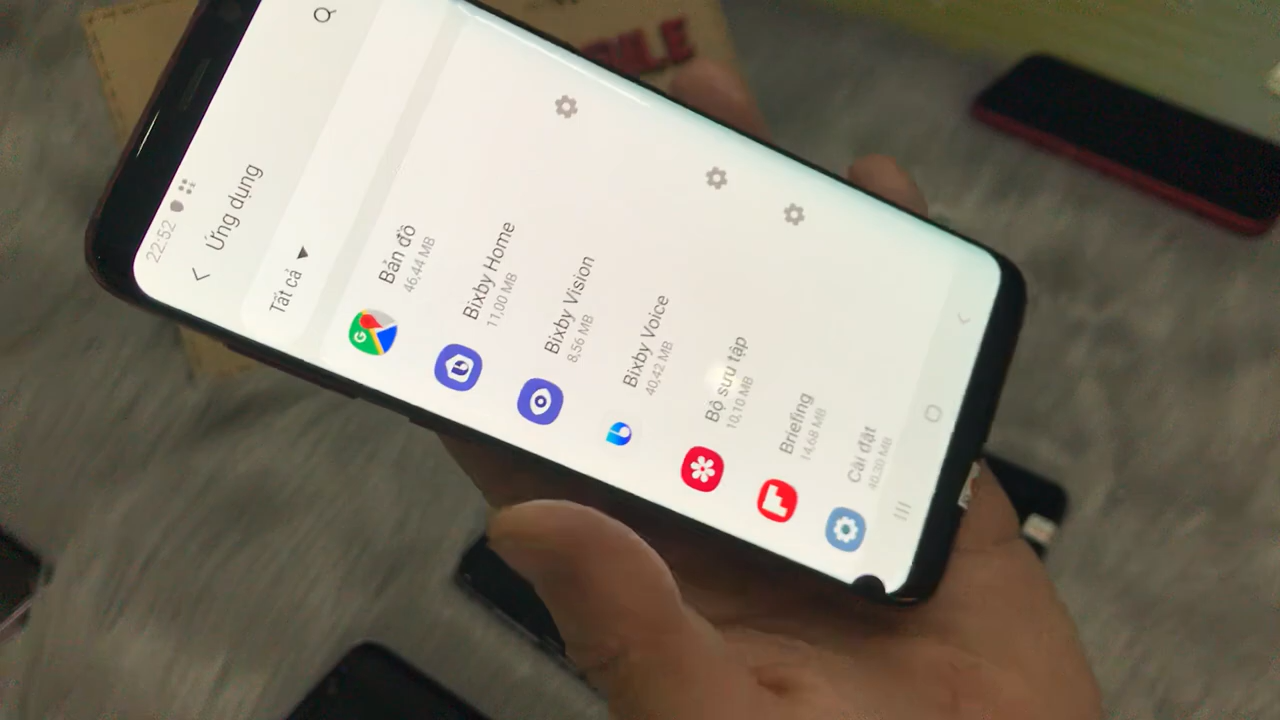 22:52
Ứng dụng
Tất cả
Bản đồ
46,44 MB
Bixby Home
11,00 MB
Bixby Vision
8,56 MB
Bixby Voice
40,42 MB
Bộ sưu tập
10,10 MB
Briefing
14,68 MB
Cài đặt
40,30 MB